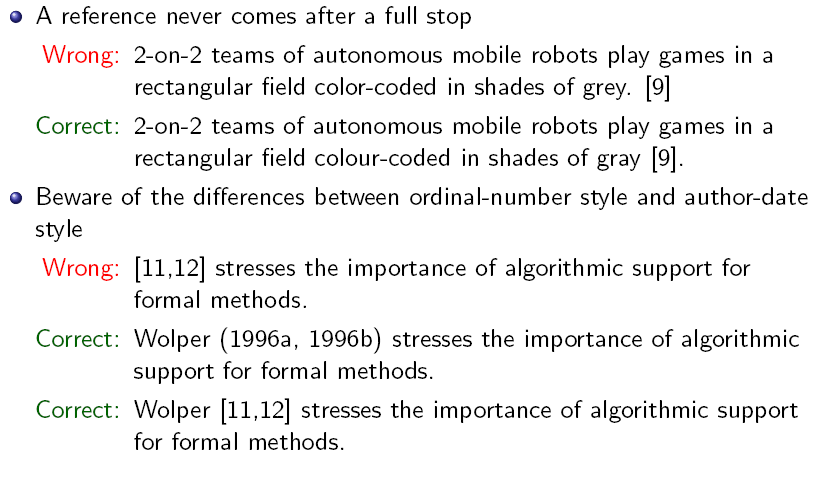 A reference never comes after a full stop
Wrong: 2-on-2 teams of autonomous mobile robots play games in a
rectangular field color-coded in shades of grey. [9]
Correct: 2-on-2 teams of autonomous mobile robots play games in a
rectangular field colour-coded in shades of gray [9].
Beware of the differences between ordinal-number style and author-date
style
Wrong: [11,12] stresses the importance of algorithmic support for
formal methods.
Correct: Wolper (1996a, 1996b) stresses the importance of algorithmic
support for formal methods.
Correct: Wolper [11,12] stresses the importance of algorithmic support
for formal methods.